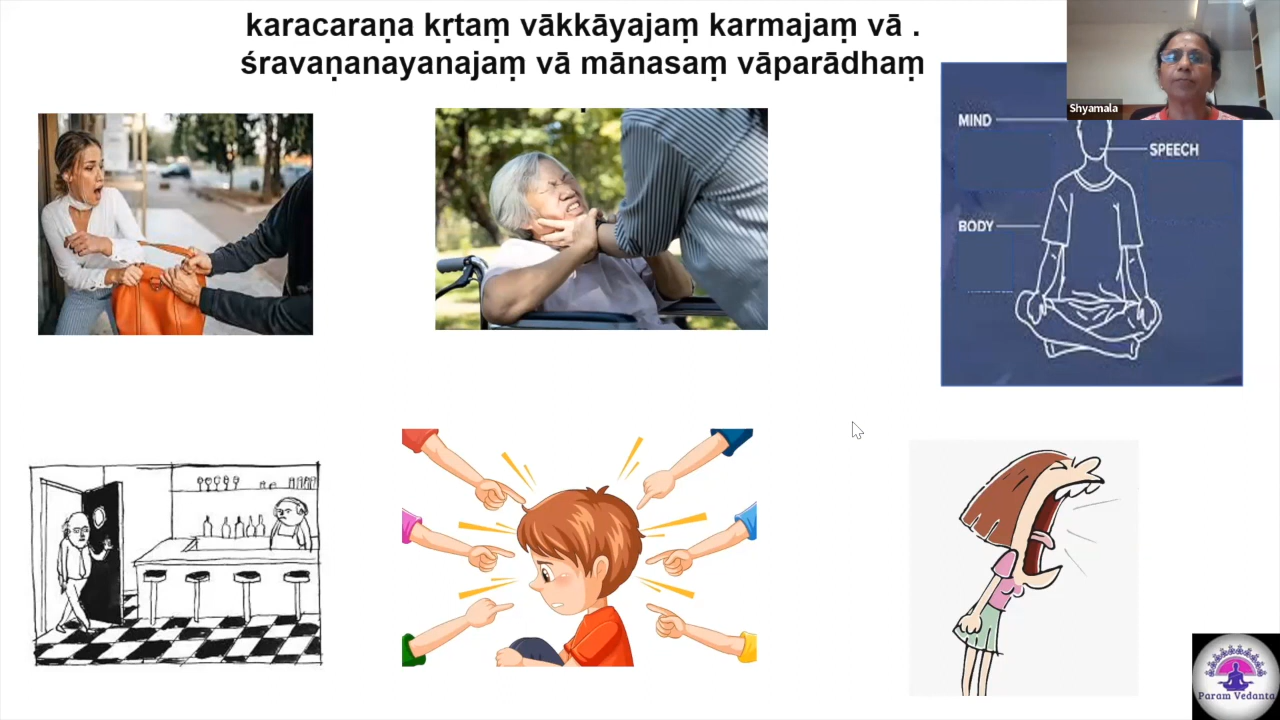 karacaraṇa kṛtaṃ vākkāyajaṃ karmajaṃ vā .
śravaṇanayanajaṃ vā mānasaṃ vāparādhaṃ
Shyamala
MIND
SPEECH
BODY
Param Vedanta